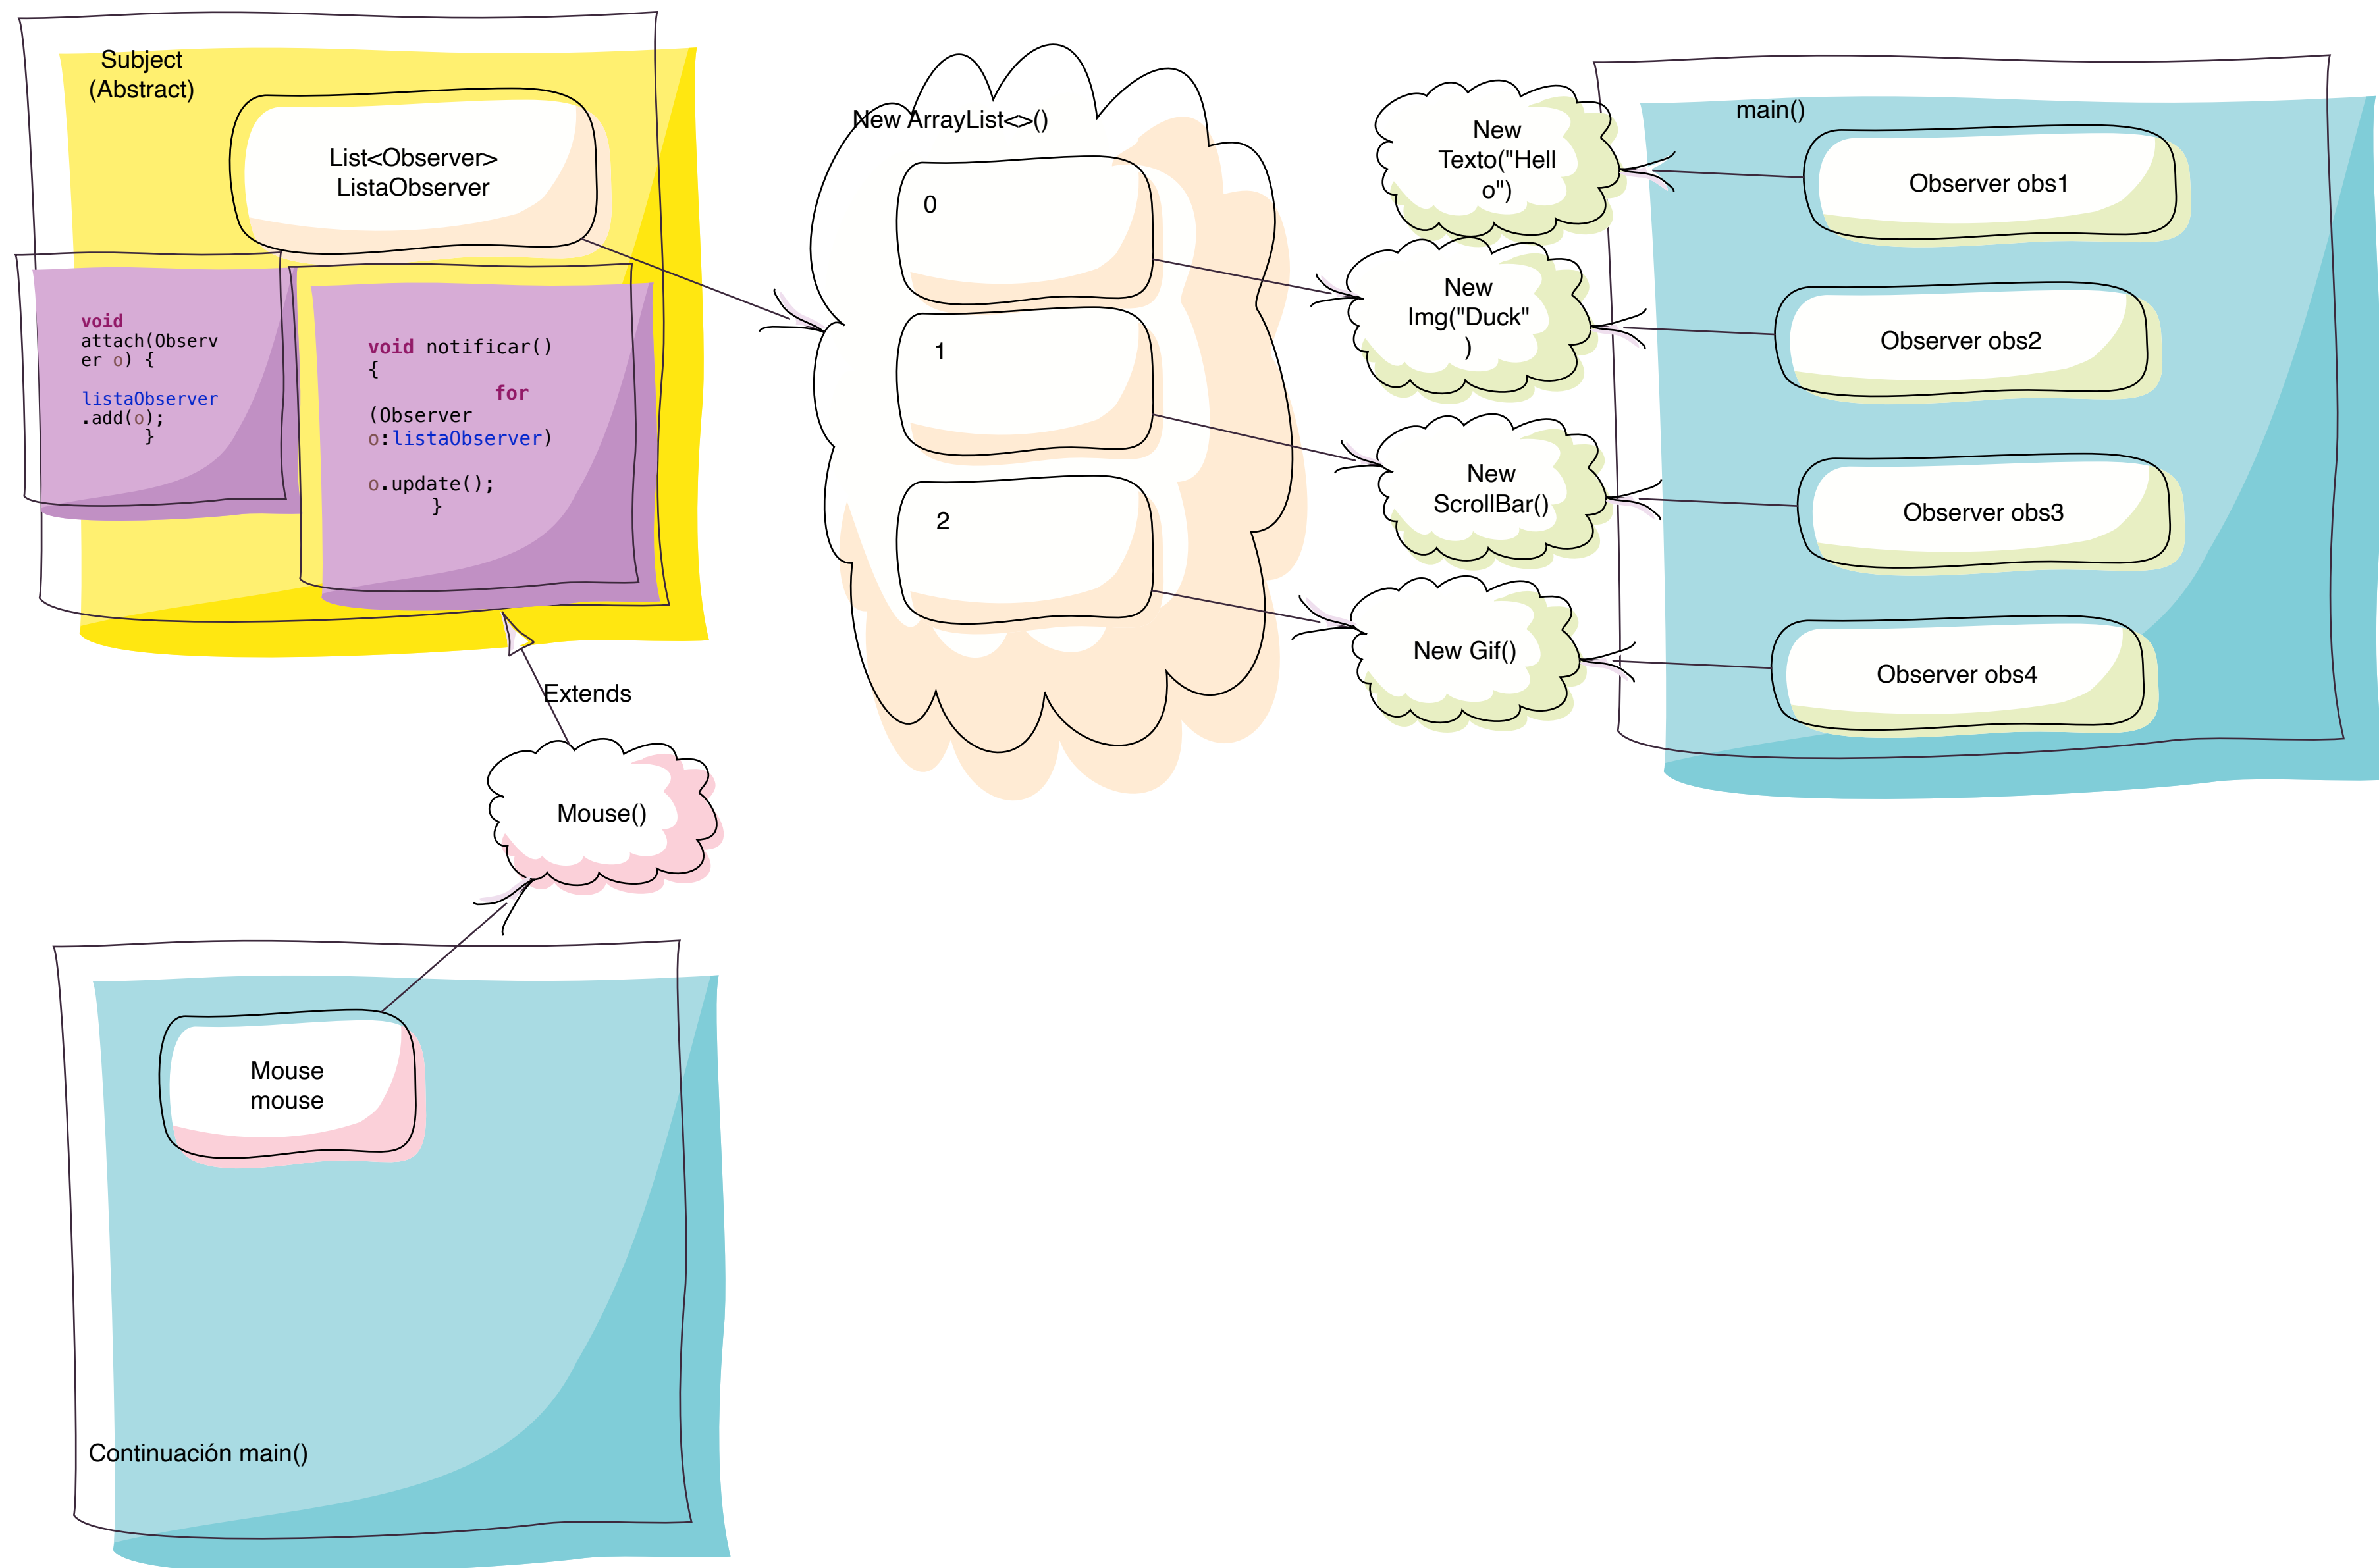 Subject
(Abstract)
List<Observer>
ListaObserver
void
attach(Observ
er o) {
listaObserver
.add(o);
}
void notificar()
{
for
(Observer
o:listaObserver)
o.update();
}
Extends
Mouse()
Mouse
mouse
Continuación main()
New ArrayList<>()
0
1
2
New
Texto("Hell
o")
New
Img("Duck"
)
New
ScrollBar()
New Gif()
main()
Observer obs1
Observer obs2
Observer obs3
Observer obs4